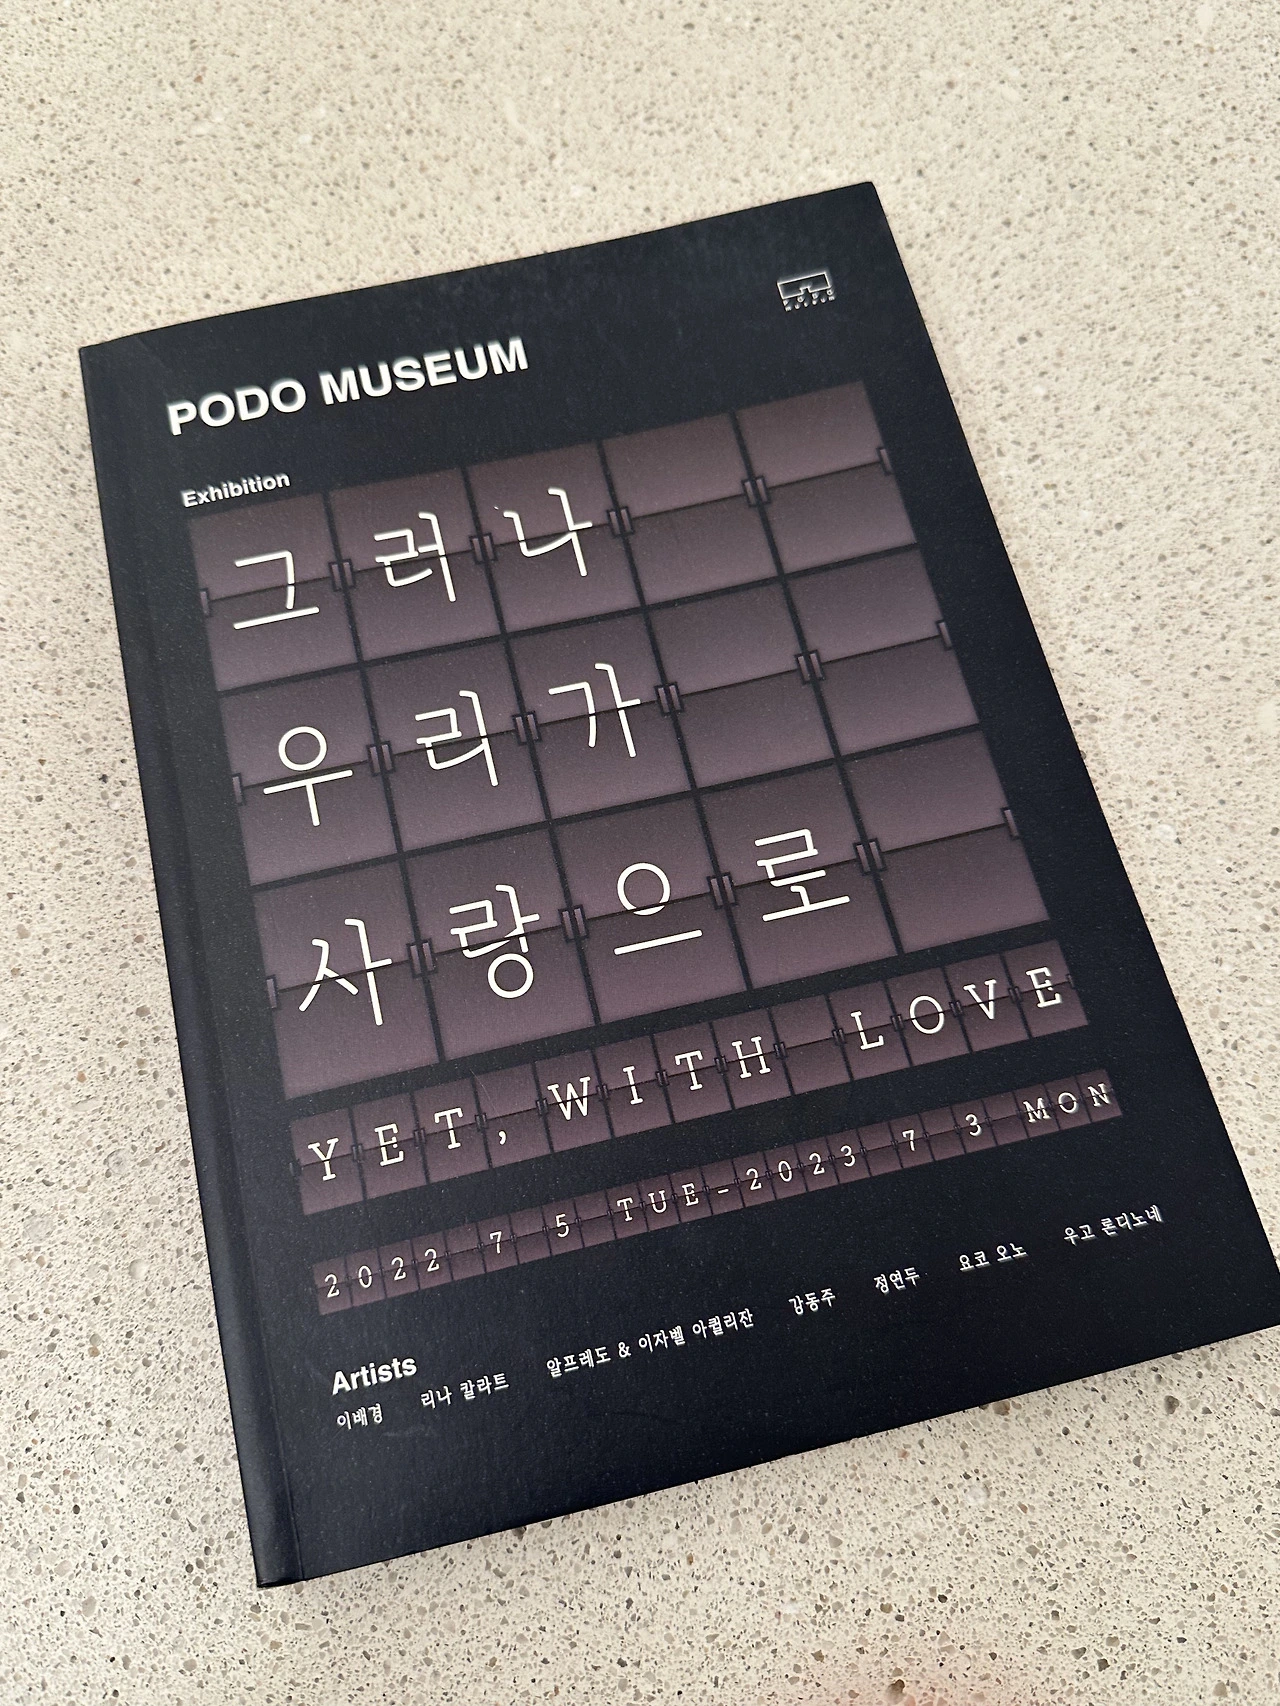 PODO
MUSEUM
PODO MUSEUM
Exhibition
그러나
우리가
사랑으로
YET, WITH LOVE
2022 7 5 TUE-2023 7 3 MON
Artists
이배경 리나 칼라트 알프레도 & 이자벨 아퀼리잔 강동주 정연두 요코 오노 우고 론디노네